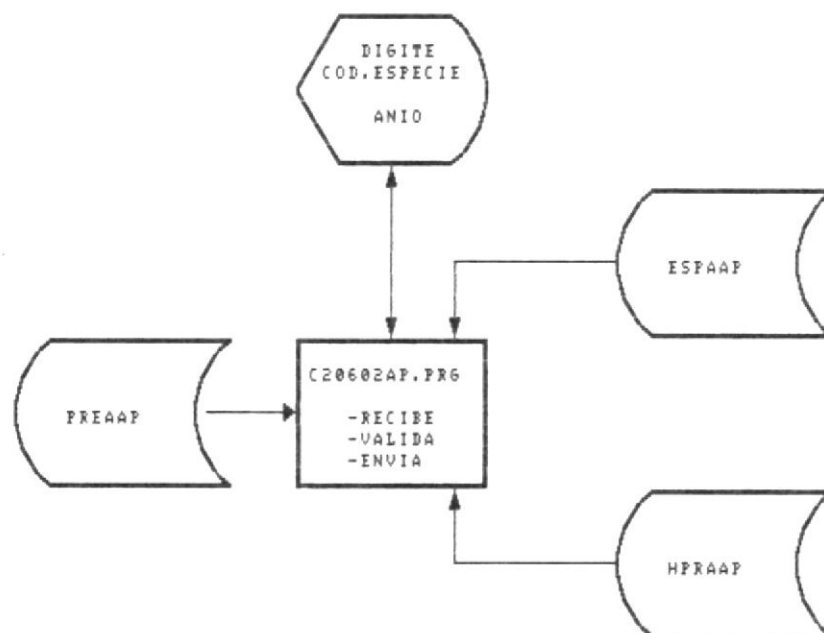 DIGITE
COD.ESPECIE
ANIO
ESPAAP
C20602AP.PRG
PREAAP
-RECIBE
-VALIDA
-ENVIA
HPRAAP